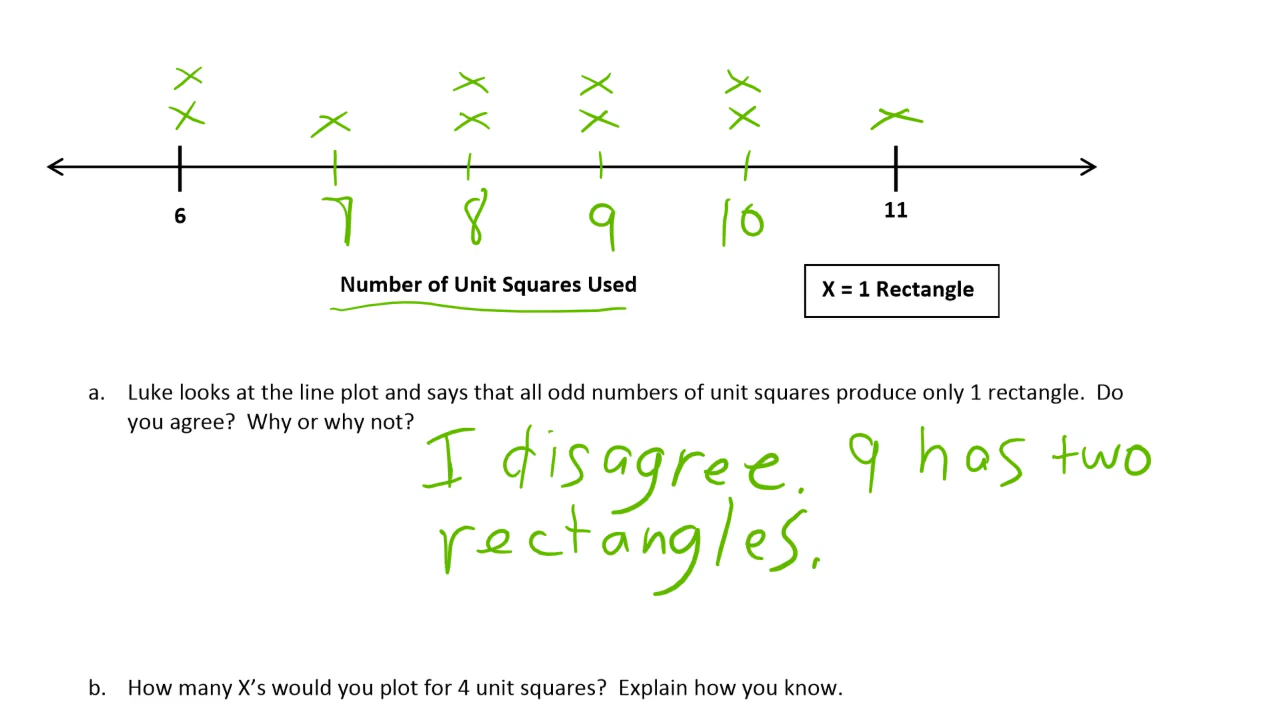 X X X X
X X X X X X
6 7 8 9 10 11
Number of Unit Squares Used
X = 1 Rectangle
a. Luke looks at the line plot and says that all odd numbers of unit squares produce only 1 rectangle. Do
you agree? Why or why not?
I disagree. 9 has two
rectangles.
b. How many X’s would you plot for 4 unit squares? Explain how you know.